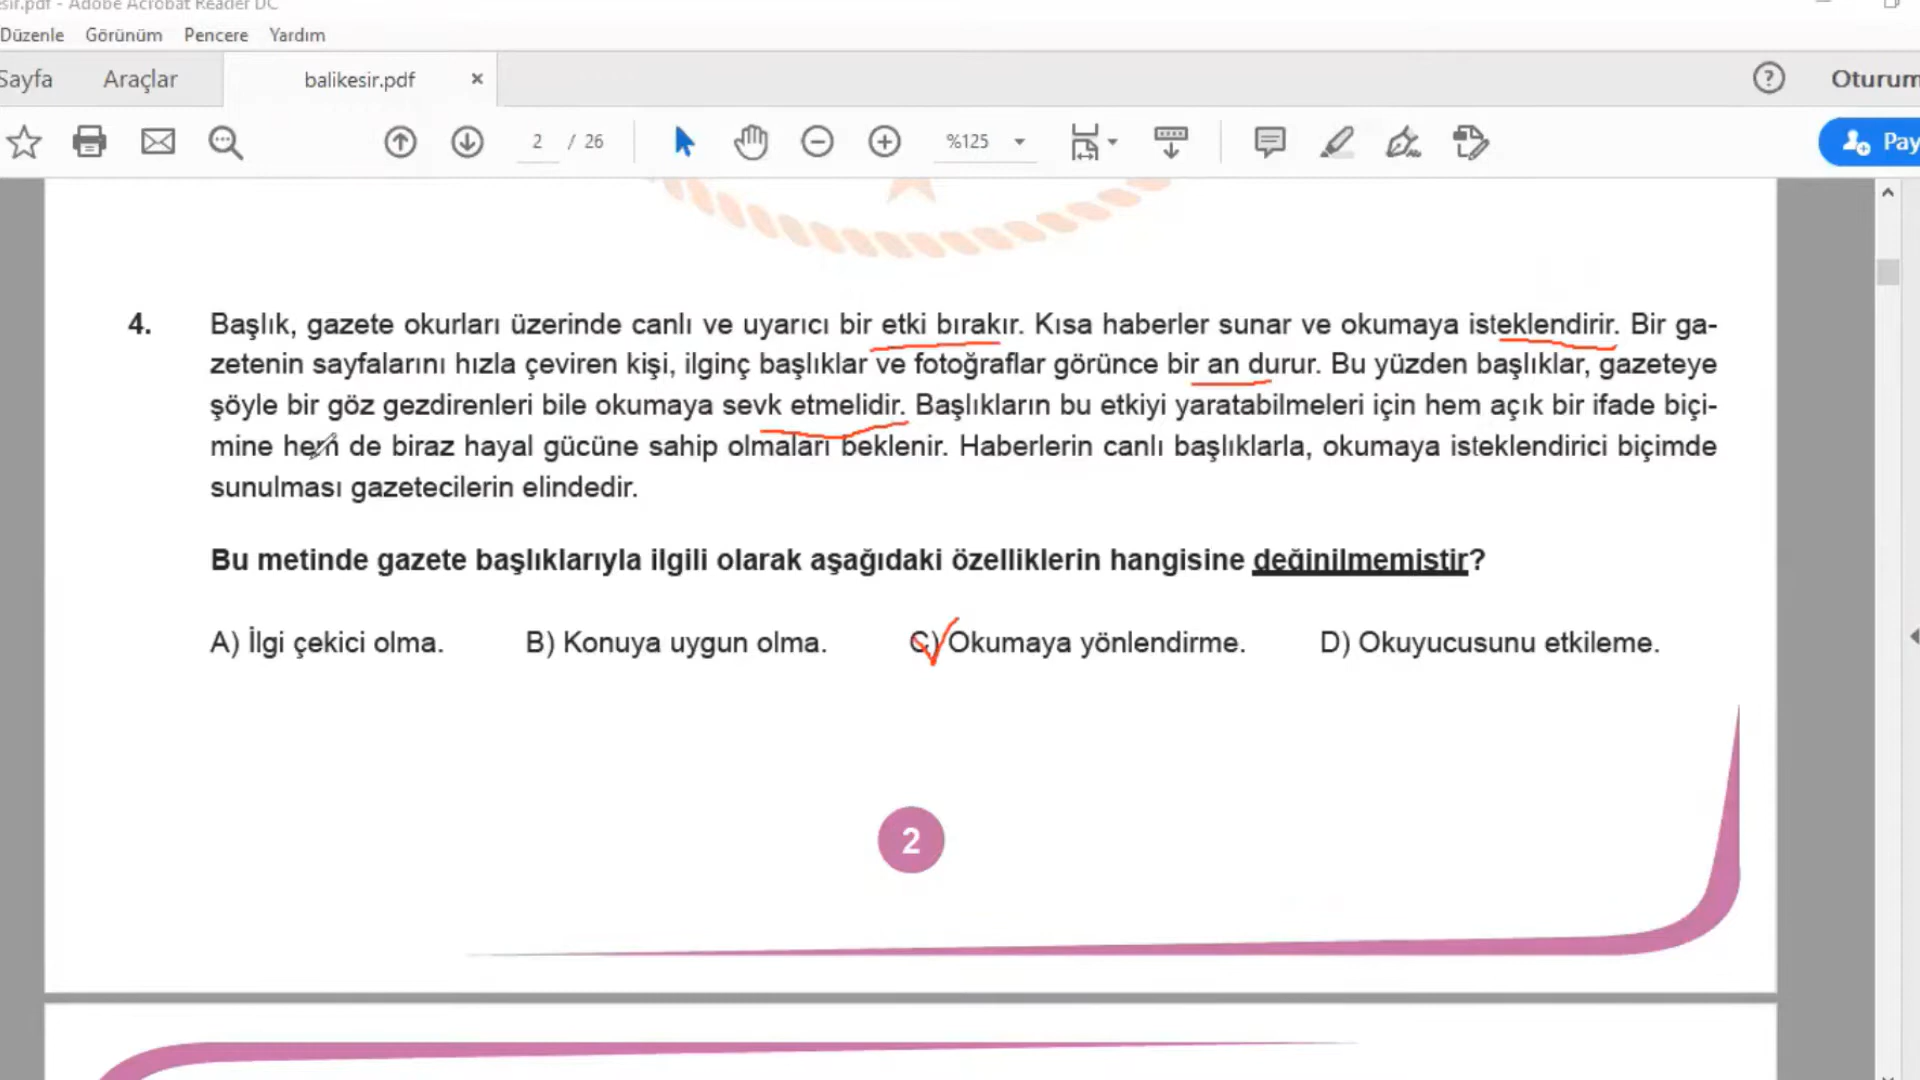 esir.pdf - Adobe Acrobat Reader DC
Düzenle Görünüm Pencere Yardım
Sayfa Araçlar balikesir.pdf × ? Oturum
2 / 26 %125 Pay
4. Başlık, gazete okurları üzerinde canlı ve uyarıcı bir etki bırakır. Kısa haberler sunar ve okumaya isteklendirir. Bir ga-
zetenin sayfalarını hızla çeviren kişi, ilginç başlıklar ve fotoğraflar görünce bir an durur. Bu yüzden başlıklar, gazeteye
şöyle bir göz gezdirenleri bile okumaya sevk etmelidir. Başlıkların bu etkiyi yaratabilmeleri için hem açık bir ifade biçi-
mine hem de biraz hayal gücüne sahip olmaları beklenir. Haberlerin canlı başlıklarla, okumaya isteklendirici biçimde
sunulması gazetecilerin elindedir.
Bu metinde gazete başlıklarıyla ilgili olarak aşağıdaki özelliklerin hangisine değinilmemiştir?
A) İlgi çekici olma. B) Konuya uygun olma. C) Okumaya yönlendirme. D) Okuyucusunu etkileme.
2